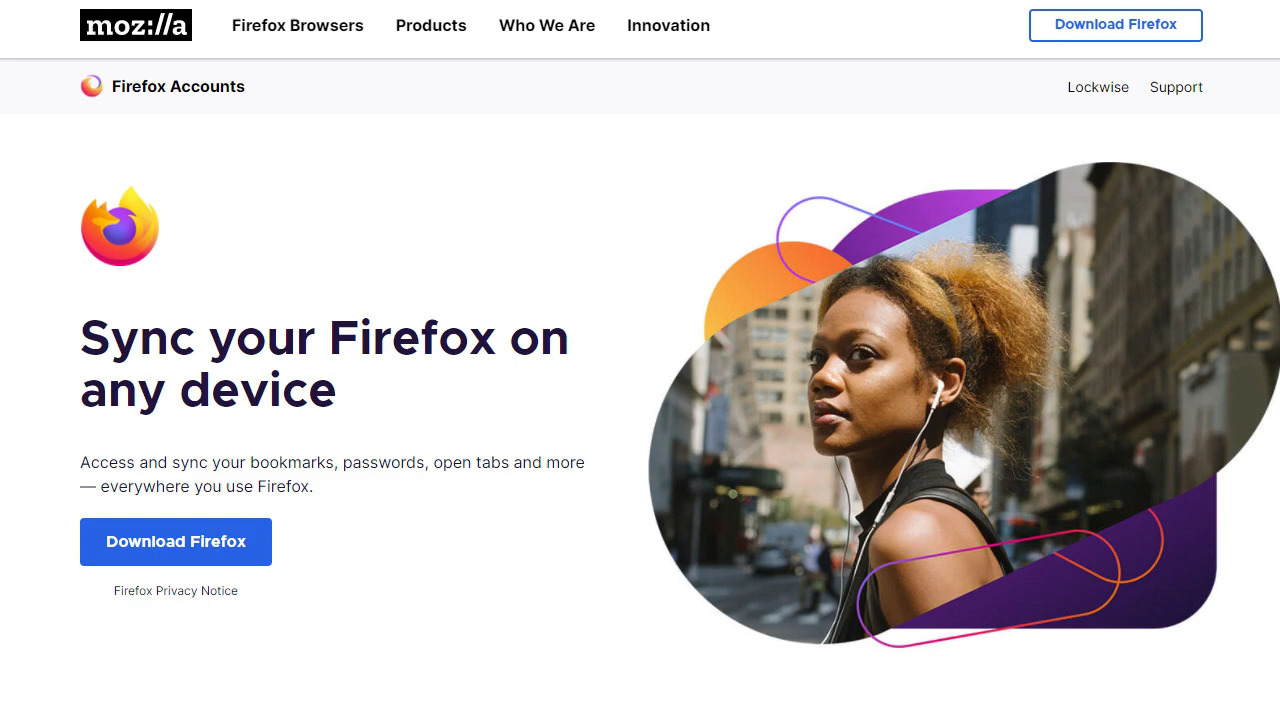 moz://a
Firefox Browsers
Products
Who We Are
Innovation
Download Firefox
Firefox Accounts
Lockwise
Support
Sync your Firefox on
any device
Access and sync your bookmarks, passwords, open tabs and more
— everywhere you use Firefox.
Download Firefox
Firefox Privacy Notice